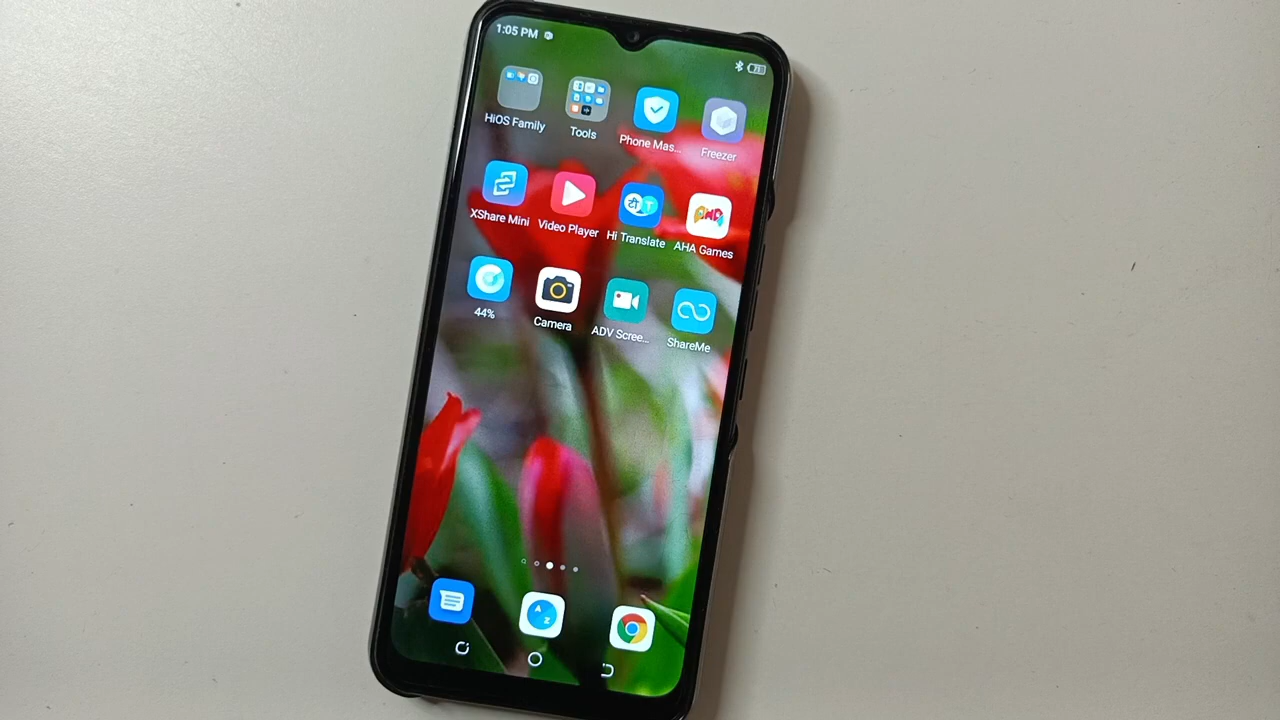 1:05 PM
71
HiOS Family
Tools
Phone Mas...
Freezer
XShare Mini
Video Player
Hi Translate
AHA Games
44%
Camera
ADV Scree...
ShareMe
A
Z